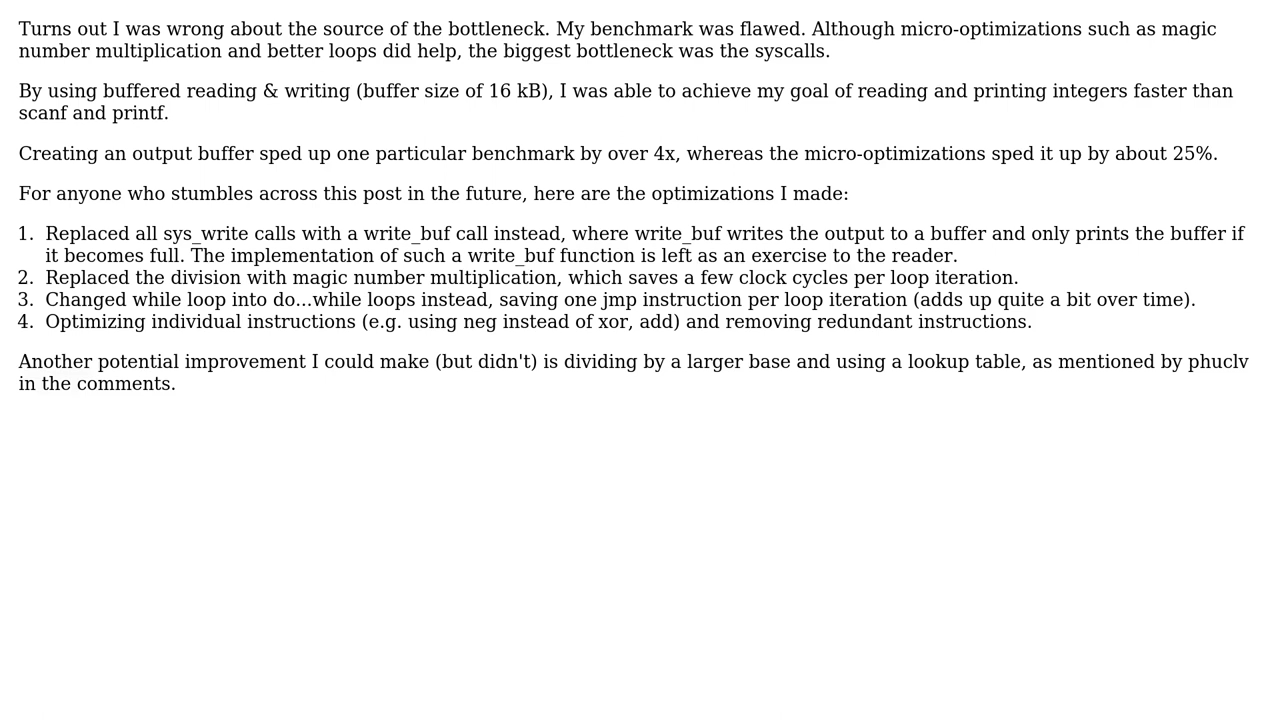 Turns out I was wrong about the source of the bottleneck. My benchmark was flawed. Although micro-optimizations such as magic
number multiplication and better loops did help, the biggest bottleneck was the syscalls.
By using buffered reading & writing (buffer size of 16 kB), I was able to achieve my goal of reading and printing integers faster than
scanf and printf.
Creating an output buffer sped up one particular benchmark by over 4x, whereas the micro-optimizations sped it up by about 25%.
For anyone who stumbles across this post in the future, here are the optimizations I made:
1. Replaced all sys_write calls with a write_buf call instead, where write_buf writes the output to a buffer and only prints the buffer if
it becomes full. The implementation of such a write_buf function is left as an exercise to the reader.
2. Replaced the division with magic number multiplication, which saves a few clock cycles per loop iteration.
3. Changed while loop into do...while loops instead, saving one jmp instruction per loop iteration (adds up quite a bit over time).
4. Optimizing individual instructions (e.g. using neg instead of xor, add) and removing redundant instructions.
Another potential improvement I could make (but didn't) is dividing by a larger base and using a lookup table, as mentioned by phuclv
in the comments.